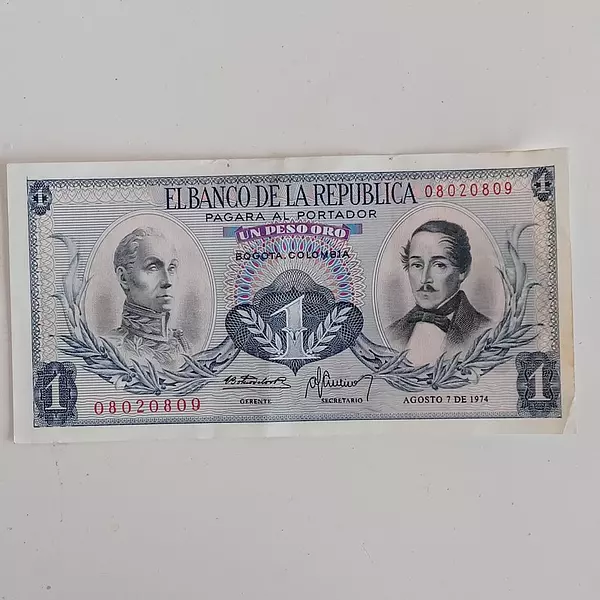 1 EL BANCO DE LA REPUBLICA 08020809 1
PAGARA AL PORTADOR
UN PESO ORO
BOGOTA, COLOMBIA
1
1 08020809 GERENTE SECRETARIO AGOSTO 7 DE 1974 1